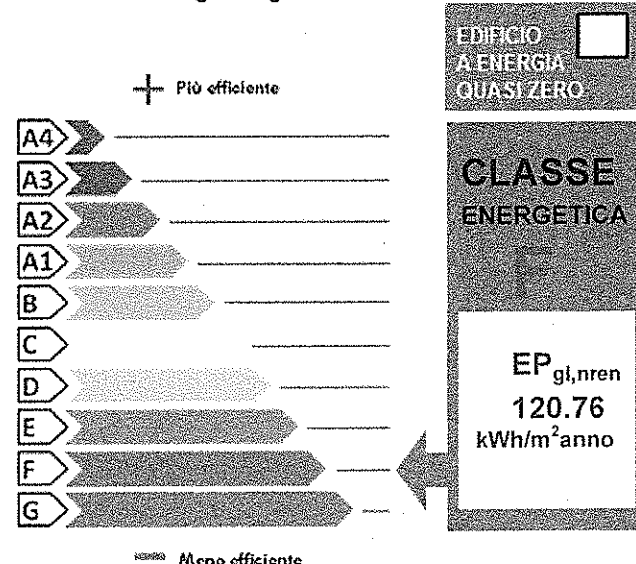 EDIFICIO
A ENERGIA
QUASI ZERO
Più efficiente
A4
A3
A2
A1
B
C
D
E
F
G
Meno efficiente
CLASSE
ENERGETICA
F
EPgl,nren
120.76
kWh/m²anno